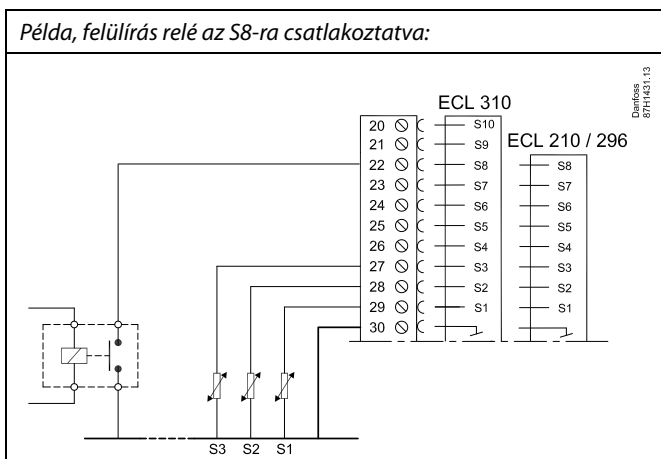 Példa, felülírás relé az S8-ra csatlakoztatva:
Danfoss
87H1431.13
ECL 310
ECL 210 / 296
20 S10
21 S9
22 S8 S8
23 S7 S7
24 S6 S6
25 S5 S5
26 S4 S4
27 S3 S3
28 S2 S2
29 S1 S1
30
S3 S2 S1